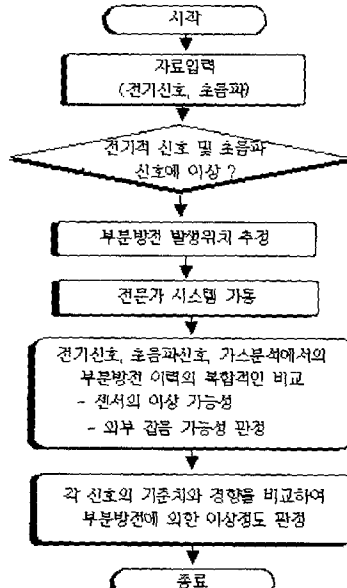 시작
자료입력
(전기신호, 초음파)
전기적 신호 및 초음파
신호에 이상 ?
부분방전 발생위치 추정
전문가 시스템 가동
전기신호, 초음파신호, 가스분석에서의
부분방전 이력의 복합적인 비교
- 센서의 이상 가능성
- 외부 잡음 가능성 판정
각 신호의 기준치와 경향을 비교하여
부분방전에 의한 이상정도 판정
종료